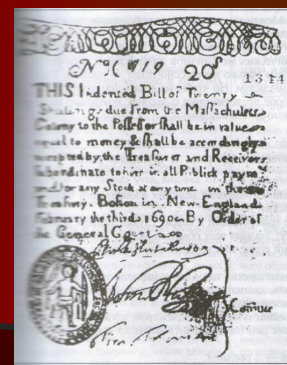 Nº( 719 20s 1314
THIS Indented Bill of Twenty
Shillings due from the Massachusets
Colony to the Possessor shall be in value
equal to money & shall be accordingly
accepted by the Treasurer and Receivers
subordinate to him in all Publick paymts
and for any Stock at any time in the
Treasury. Boston in New-England
February the third 1690. By Order of
the General Court
Comittee